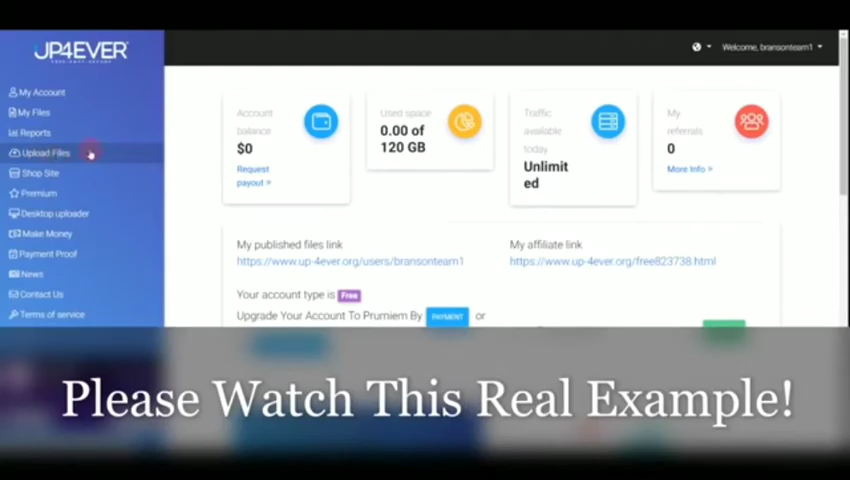 UP4EVER
Welcome, bransonteam1
My Account
My Files
Reports
Upload Files
Shop Site
Premium
Desktop uploader
Make Money
Payment Proof
News
Contact Us
Terms of service
Account
balance
$0
Request
payout »
Used space
0.00 of
120 GB
Traffic
available
today
Unlimit
ed
My
referrals
0
More Info »
My published files link
https://www.up-4ever.org/users/bransonteam1
My affiliate link
https://www.up-4ever.org/free823738.html
Your account type is Free
Upgrade Your Account To Prumiem By PAYMENT or
Please Watch This Real Example!